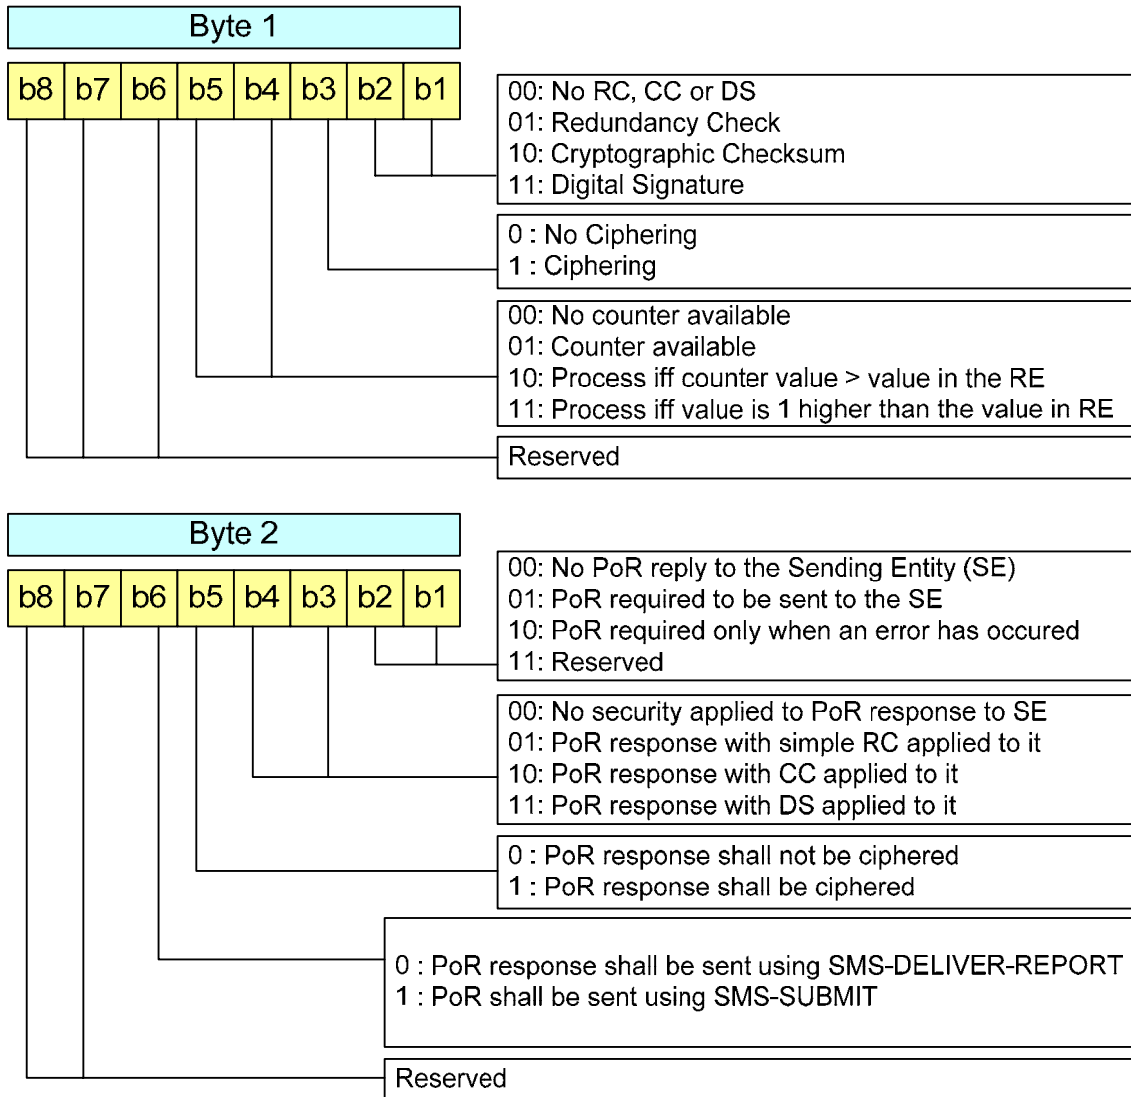 Byte 1
b8 b7 b6 b5 b4 b3 b2 b1
00: No RC, CC or DS
01: Redundancy Check
10: Cryptographic Checksum
11: Digital Signature
0 : No Ciphering
1 : Ciphering
00: No counter available
01: Counter available
10: Process iff counter value > value in the RE
11: Process iff value is 1 higher than the value in RE
Reserved
Byte 2
b8 b7 b6 b5 b4 b3 b2 b1
00: No PoR reply to the Sending Entity (SE)
01: PoR required to be sent to the SE
10: PoR required only when an error has occured
11: Reserved
00: No security applied to PoR response to SE
01: PoR response with simple RC applied to it
10: PoR response with CC applied to it
11: PoR response with DS applied to it
0 : PoR response shall not be ciphered
1 : PoR response shall be ciphered
0 : PoR response shall be sent using SMS-DELIVER-REPORT
1 : PoR shall be sent using SMS-SUBMIT
Reserved